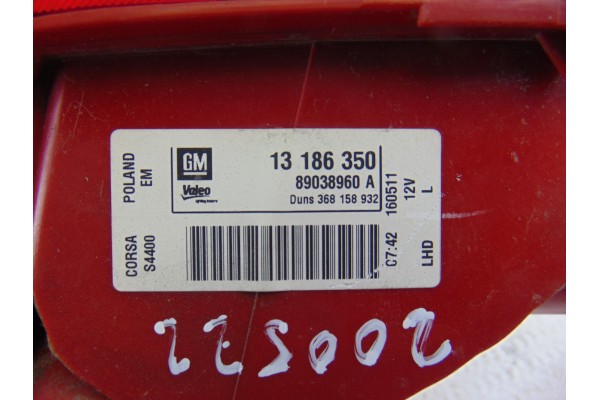 POLAND
EM
CORSA
S4400
GM
Valeo
13 186 350
89038960 A
Duns 368 158 932
160511
12V
L
C7:42
LHD
225002